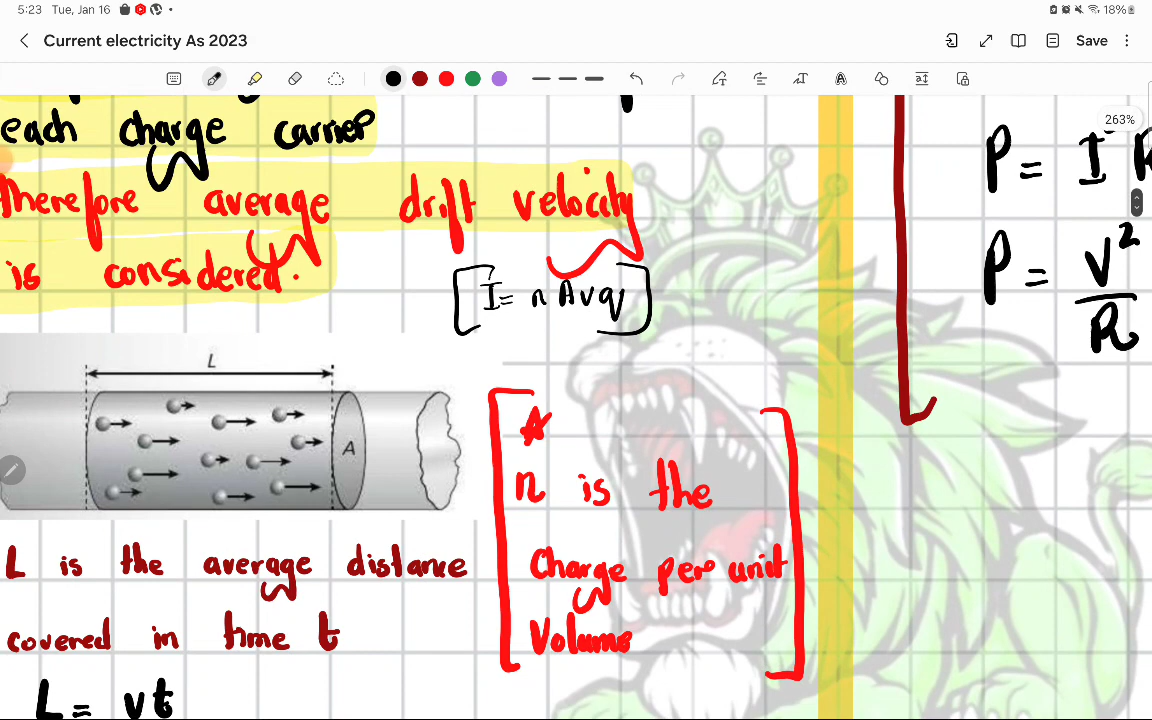 5:23 Tue, Jan 16
18%
Current electricity As 2023
Save
263%
each charge carrier
therefore average drift velocity
is considered.
[I = n A v q]
L
A
n is the
Charge per unit
Volume
L is the average distance
covered in time t
L = vt
P = I² R
P = V²
R